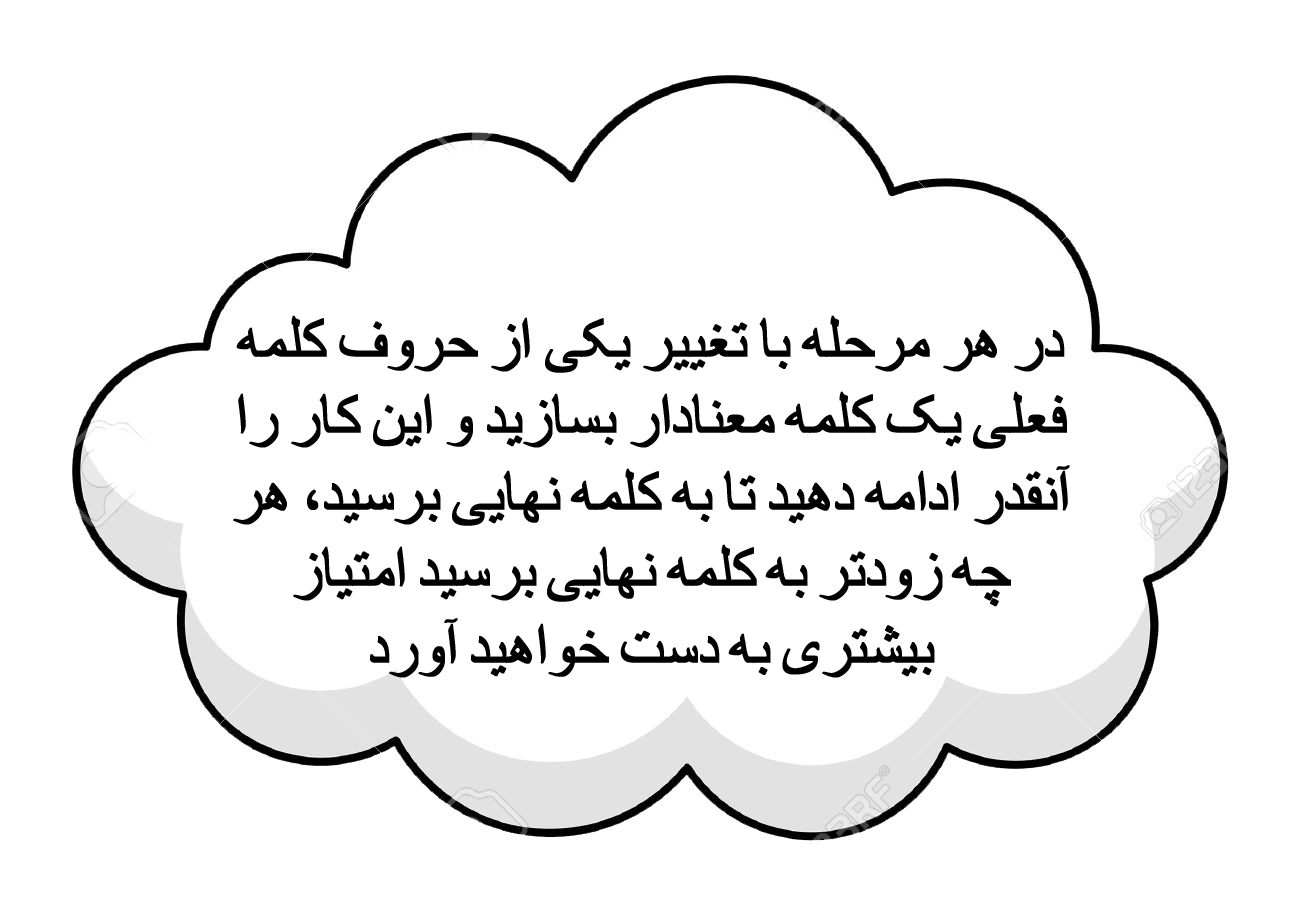 در هر مرحله با تغییر یکی از حروف کلمه
فعلی یک کلمه معنادار بسازید و این کار را
آنقدر ادامه دهید تا به کلمه نهایی برسید، هر
چه زودتر به کلمه نهایی برسید امتیاز
بیشتری به دست خواهید آورد